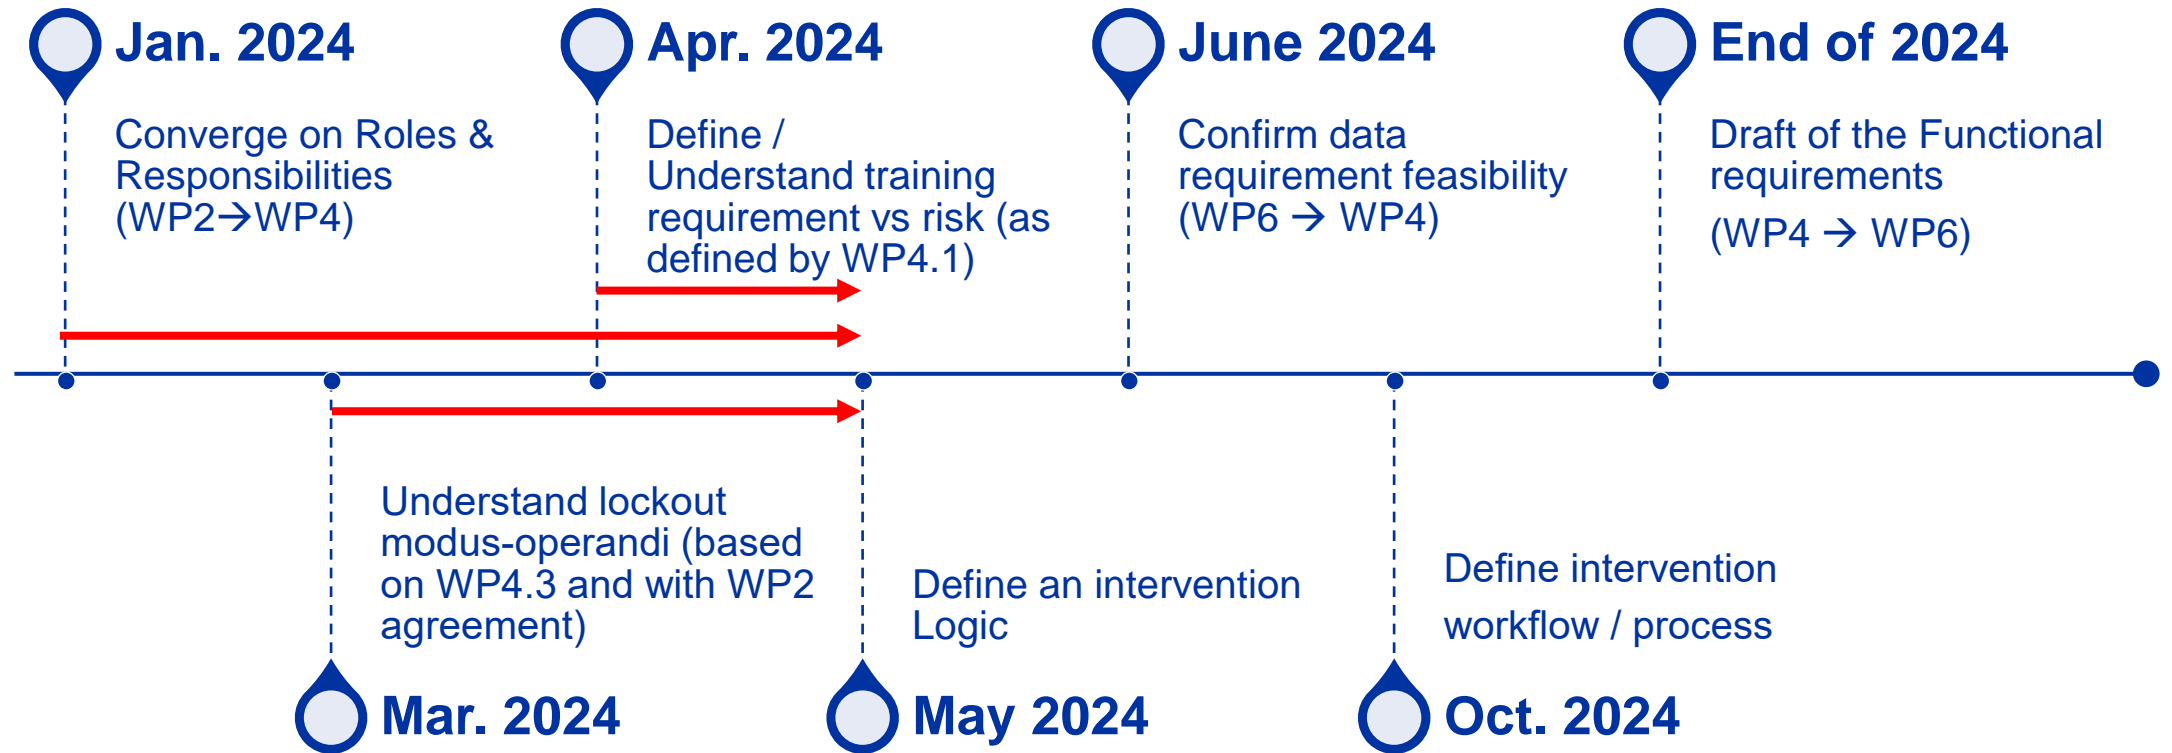 Jan. 2024
Converge on Roles &
Responsibilities
(WP2→WP4)
Apr. 2024
Define /
Understand training
requirement vs risk (as
defined by WP4.1)
June 2024
Confirm data
requirement feasibility
(WP6 → WP4)
End of 2024
Draft of the Functional
requirements
(WP4 → WP6)
Understand lockout
modus-operandi (based
on WP4.3 and with WP2
agreement)
Mar. 2024
Define an intervention
Logic
May 2024
Define intervention
workflow / process
Oct. 2024